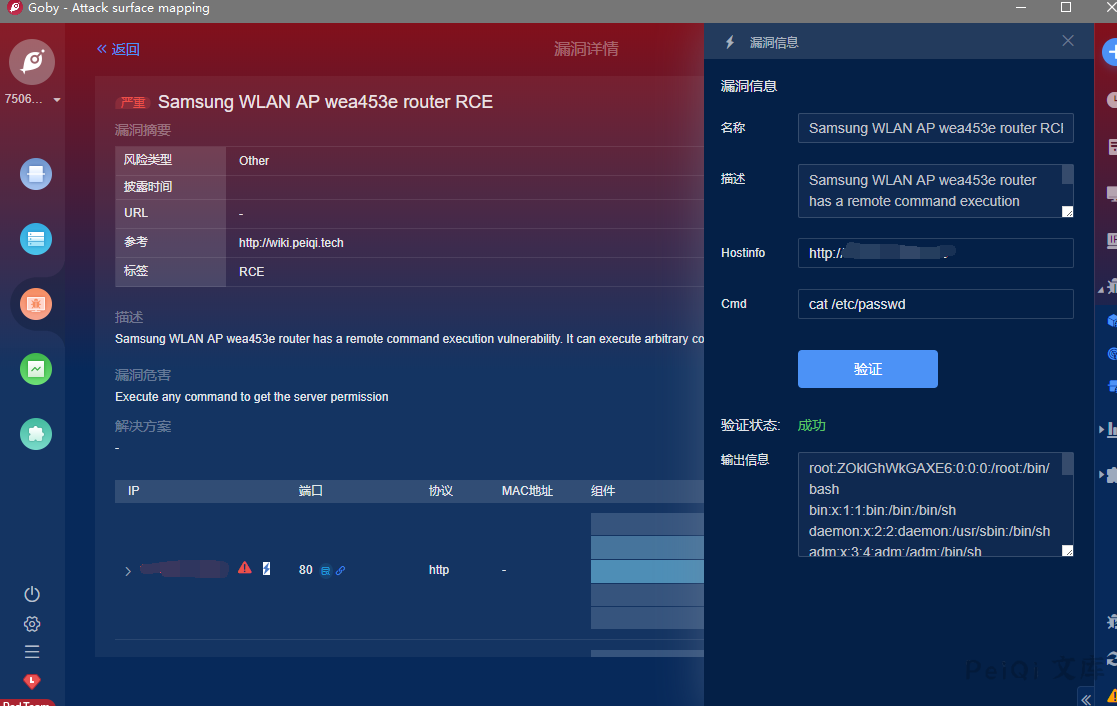 Goby - Attack surface mapping
7506...
« 返回
漏洞详情
严重 Samsung WLAN AP wea453e router RCE
漏洞摘要
风险类型 Other
披露时间
URL -
参考 http://wiki.peiqi.tech
标签 RCE
描述
Samsung WLAN AP wea453e router has a remote command execution vulnerability. It can execute arbitrary co
漏洞危害
Execute any command to get the server permission
解决方案
-
IP 端口 协议 MAC地址 组件
80 http -
Red Team
漏洞信息
漏洞信息
名称 Samsung WLAN AP wea453e router RCI
描述 Samsung WLAN AP wea453e router
has a remote command execution
Hostinfo http://
Cmd cat /etc/passwd
验证
验证状态: 成功
输出信息 root:ZOklGhWkGAXE6:0:0:0:/root:/bin/
bash
bin:x:1:1:bin:/bin:/bin/sh
daemon:x:2:2:daemon:/usr/sbin:/bin/sh
adm:x:3:4:adm:/adm:/bin/sh
PeiQi 文库